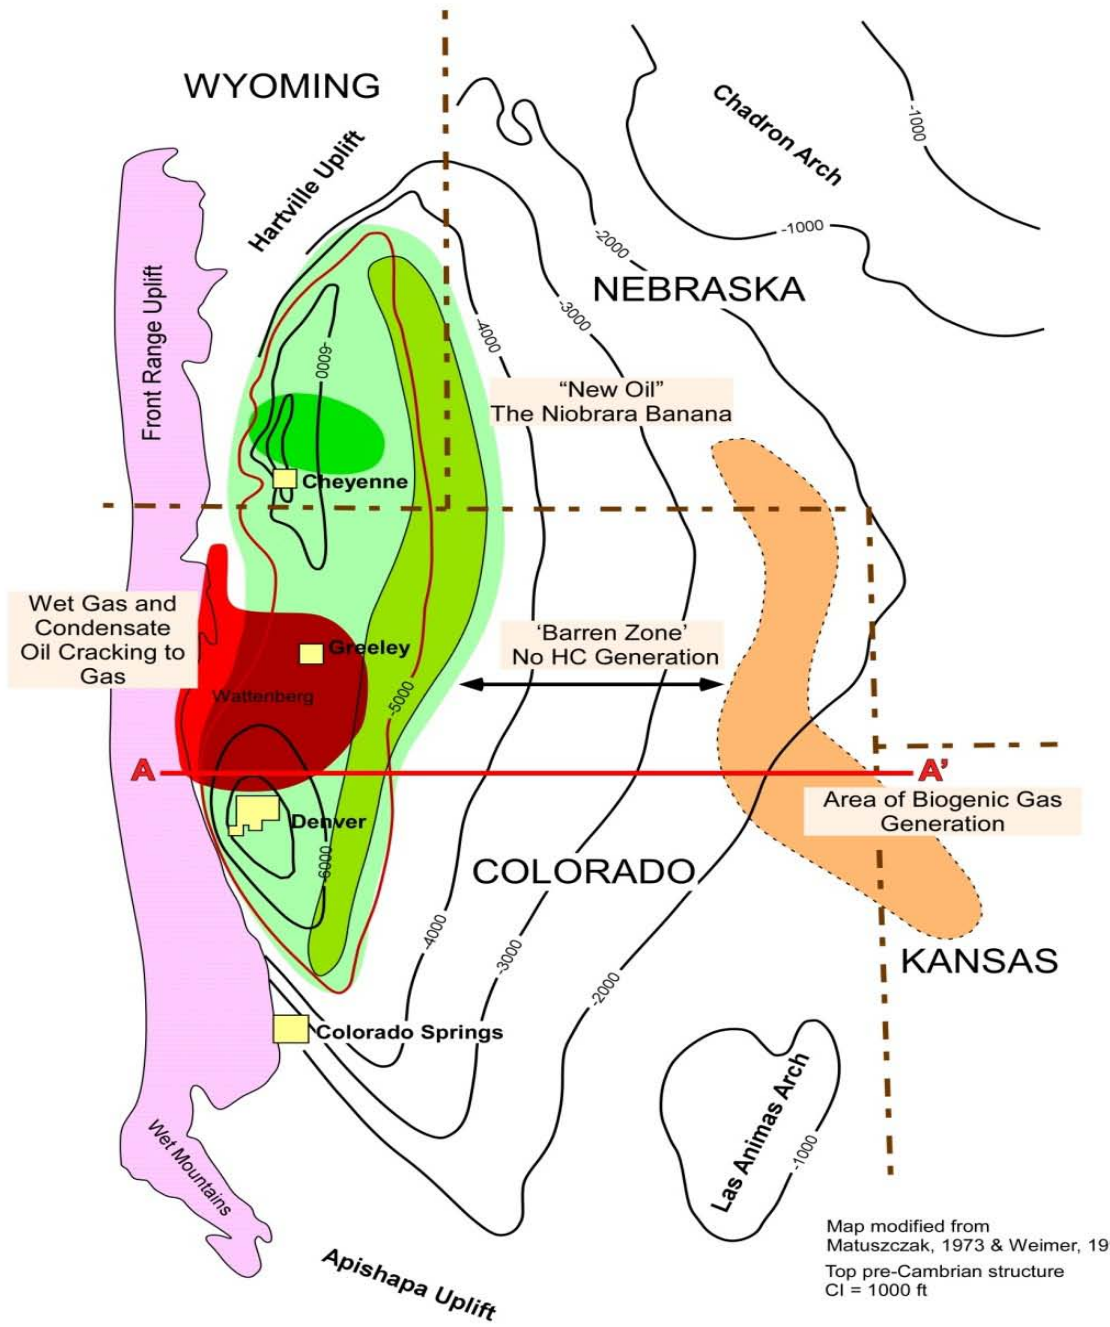 WYOMING
Hartville Uplift
Chadron Arch
-1000
-1000
-2000
NEBRASKA
-3000
-4000
Front Range Uplift
-6000
"New Oil"
The Niobrara Banana
Cheyenne
Wet Gas and
Condensate
Oil Cracking to
Gas
'Barren Zone'
No HC Generation
Greeley
Wattenberg
-5000
A
A'
Area of Biogenic Gas
Generation
Denver
-6000
COLORADO
-4000
-3000
-2000
KANSAS
Colorado Springs
Las Animas Arch
-1000
Wet Mountains
Apishapa Uplift
Map modified from
Matuszczak, 1973 & Weimer, 19
Top pre-Cambrian structure
CI = 1000 ft